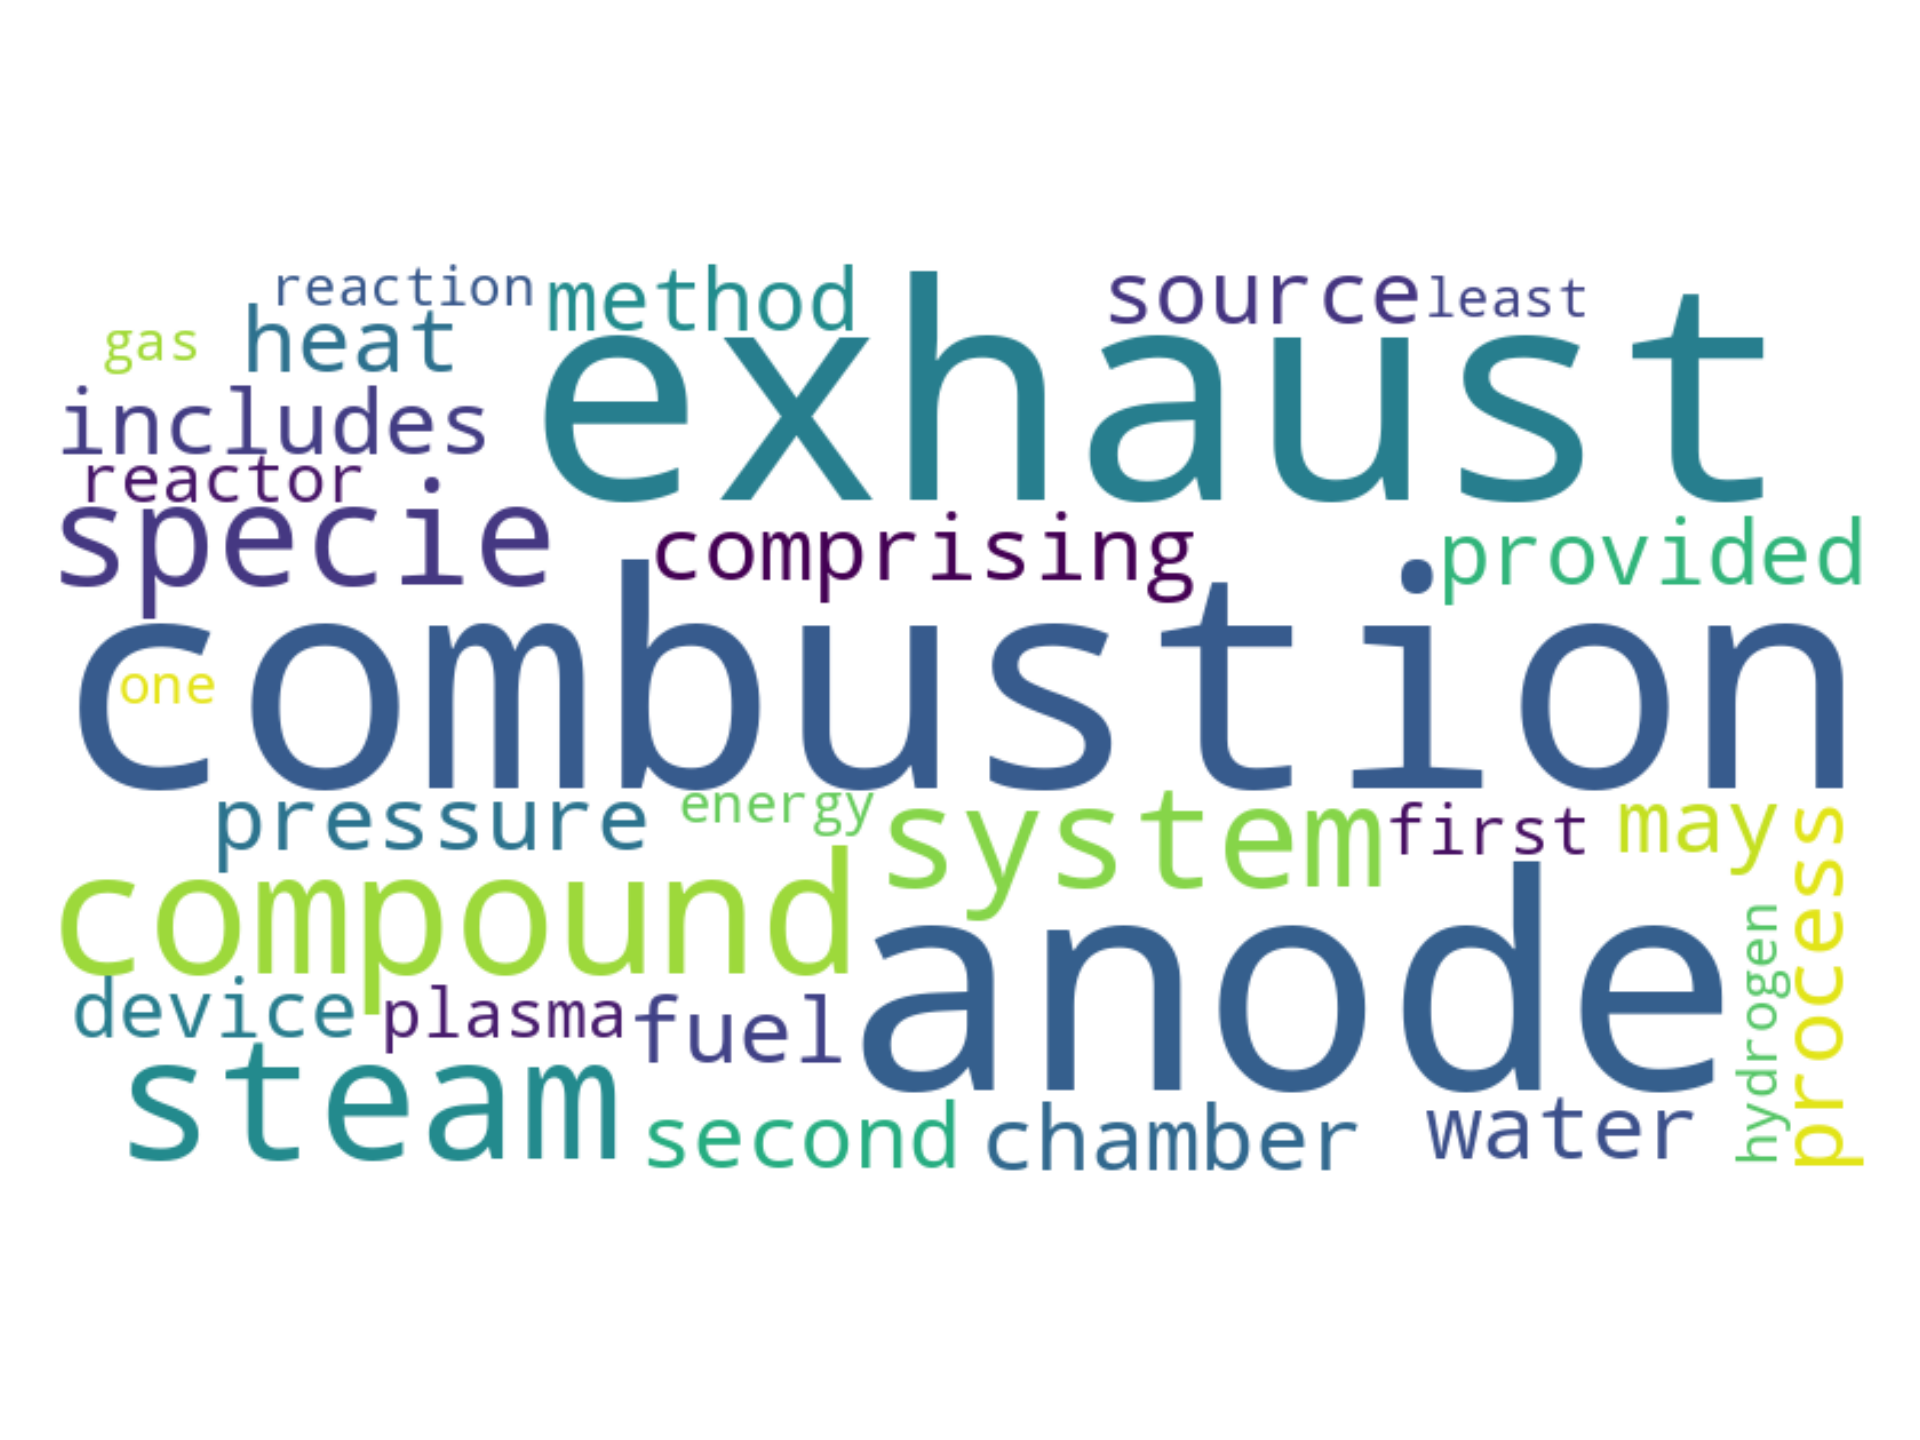 reaction method source least
gas heat exhaust
includes
reactor
specie comprising provided
combustion
one
pressure energy system first may
compound anode hydrogen process
device plasma fuel
steam second chamber water